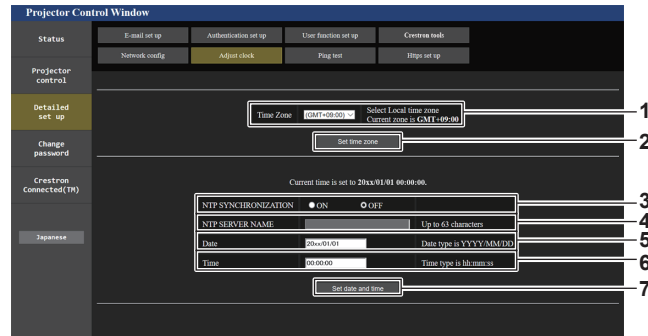 Projector Control Window
Status
E-mail set up
Authentication set up
User function set up
Crestron tools
Network config
Adjust clock
Ping test
Https set up
Projector
control
Detailed
set up
Change
password
Crestron
Connected(TM)
Japanese
Time Zone
(GMT+09:00)
Select Local time zone
Current zone is GMT+09:00
1
Set time zone
2
Current time is set to 20xx/01/01 00:00:00.
NTP SYNCHRONIZATION ON OFF
3
NTP SERVER NAME Up to 63 characters
4
Date 20xx/01/01 Date type is YYYY/MM/DD
5
Time 00:00:00 Time type is hh:mm:ss
6
Set date and time
7